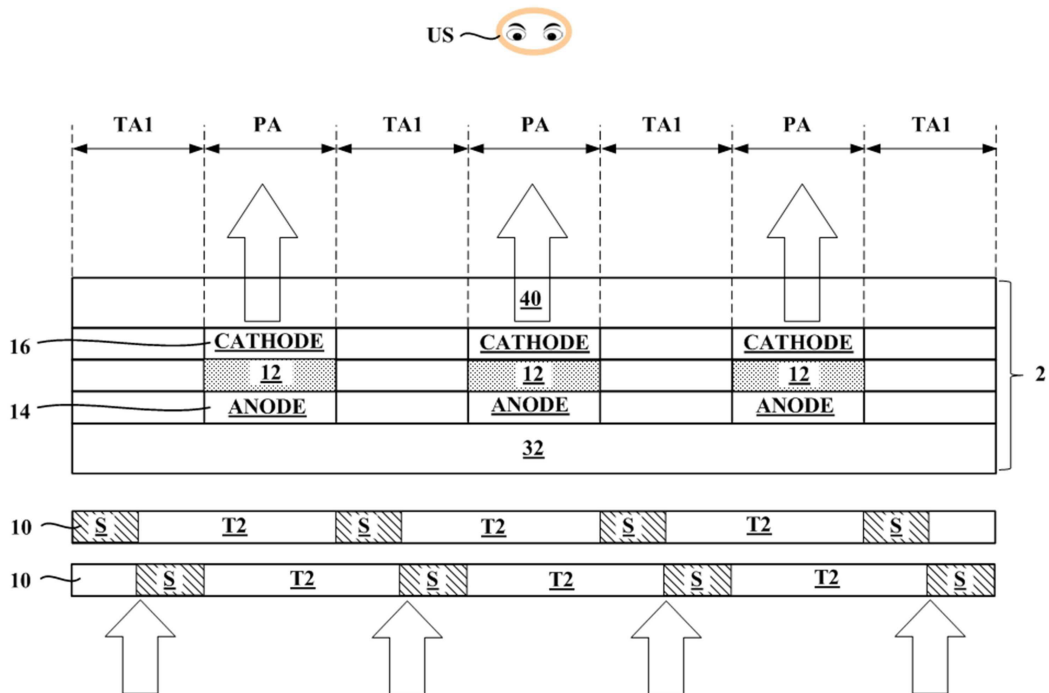 US
TA1 PA TA1 PA TA1 PA TA1
40
16 CATHODE CATHODE CATHODE
12 12 12 2
14 ANODE ANODE ANODE
32
10 S T2 S T2 S T2 S
10 S T2 S T2 S T2 S